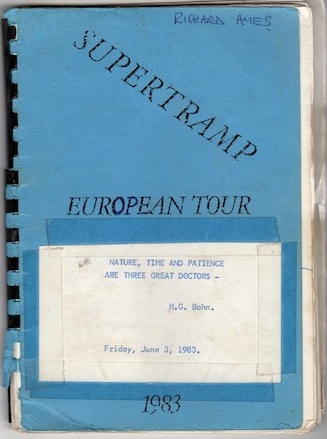 RICHARD AMES
SUPERTRAMP
EUROPEAN TOUR
NATURE, TIME AND PATIENCE
ARE THREE GREAT DOCTORS -
H.G. Bohn.
Friday, June 3, 1983.
1983